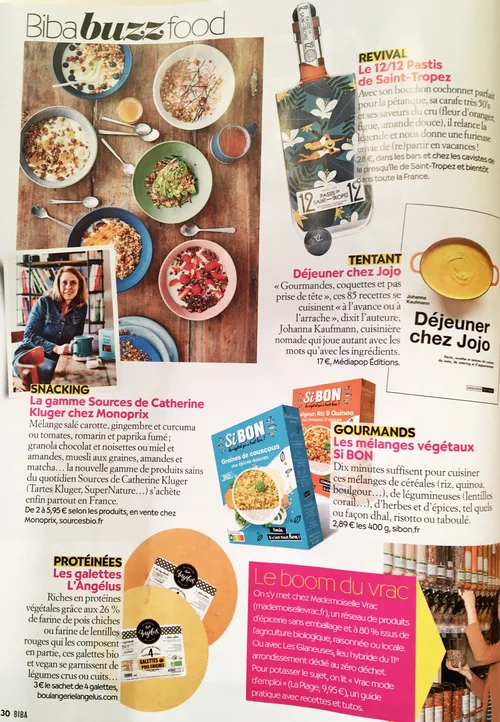 Biba buzz food
REVIVAL
Le 12/12 Pastis
de Saint-Tropez
Avec son bouchon cochonnet parfait
pour la pétanque, sa carafe très 50's
et ses saveurs du cru (fleur d'oranger,
figue, amande douce), il relance la
légende et nous donne une furieuse
envie de (re)partir en vacances !
28 €, dans les bars et chez les cavistes de
la presqu'île de Saint-Tropez et bientôt
dans toute la France.
12 PASTIS DE SAINT-TROPEZ 12
12
TENTANT
Déjeuner chez Jojo
« Gourmandes, coquettes et pas
prise de tête », ces 85 recettes se
cuisinent « à l'avance ou à
l'arrache », dixit l'auteure,
Johanna Kaufmann, cuisinière
nomade qui joue autant avec les
mots qu'avec les ingrédients.
17 €, Médiapop Éditions.
Johanna
Kaufmann
Déjeuner
chez Jojo
SNACKING
La gamme Sources de Catherine
Kluger chez Monoprix
Mélange salé carotte, gingembre et curcuma
ou tomates, romarin et paprika fumé ;
granola chocolat et noisettes ou miel et
amandes, muesli aux graines, amandes et
matcha… la nouvelle gamme de produits sains
du quotidien Sources de Catherine Kluger
(Tartes Kluger, SuperNature…) s'achète
enfin partout en France.
De 2 à 5,95 € selon les produits, en vente chez
Monoprix, sourcesbio.fr
Si BON
Graines de couscous
aux épices douces
Si BON
Boulgour, Riz & Quinoa
GOURMANDS
Les mélanges végétaux
Si BON
Dix minutes suffisent pour cuisiner
ces mélanges de céréales (riz, quinoa,
boulgour…), de légumineuses (lentilles
corail…) d'herbes et d'épices, tel quels
ou façon dhal, risotto ou taboulé.
2,89 € les 400 g, sibon.fr
PROTÉINÉES
Les galettes
L'Angélus
Riches en protéines
végétales grâce aux 26 %
de farine de pois chiches
ou farine de lentilles
rouges qui les composent
en partie, ces galettes bio
et vegan se garnissent de
légumes crus ou cuits…
3 € le sachet de 4 galettes,
boulangerielangelus.com
4
GALETTES
POIS CHICHES
Le boom du vrac
On s'y met chez Mademoiselle Vrac
(mademoisellevrac.fr), un réseau de produits
d'épicerie sans emballage et à 80 % issus de
l'agriculture biologique, raisonnée ou locale.
Ou avec Les Glaneuses, lieu hybride du 11e
arrondissement dédié au zéro déchet.
Pour potasser le sujet, on lit « Vrac mode
d'emploi » (La Plage, 9,95 €), un guide
pratique avec recettes et tutos.
30 BIBA